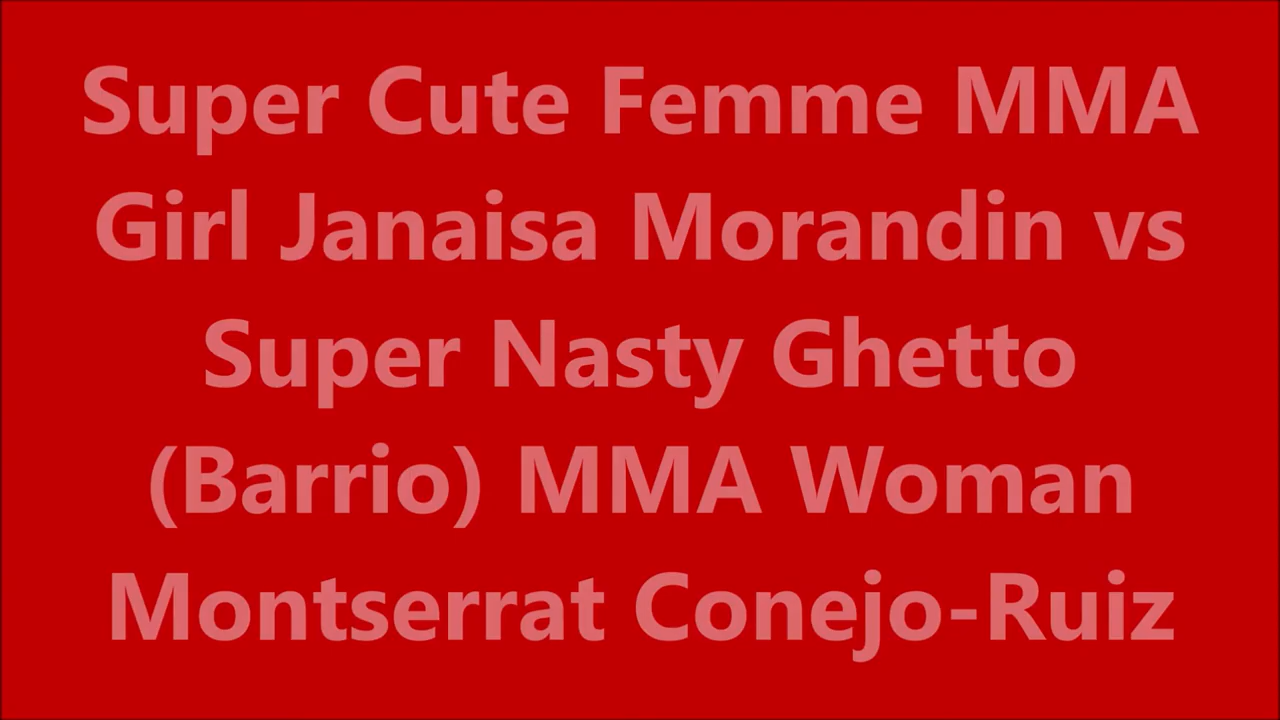 Super Cute Femme MMA
Girl Janaisa Morandin vs
Super Nasty Ghetto
(Barrio) MMA Woman
Montserrat Conejo-Ruiz